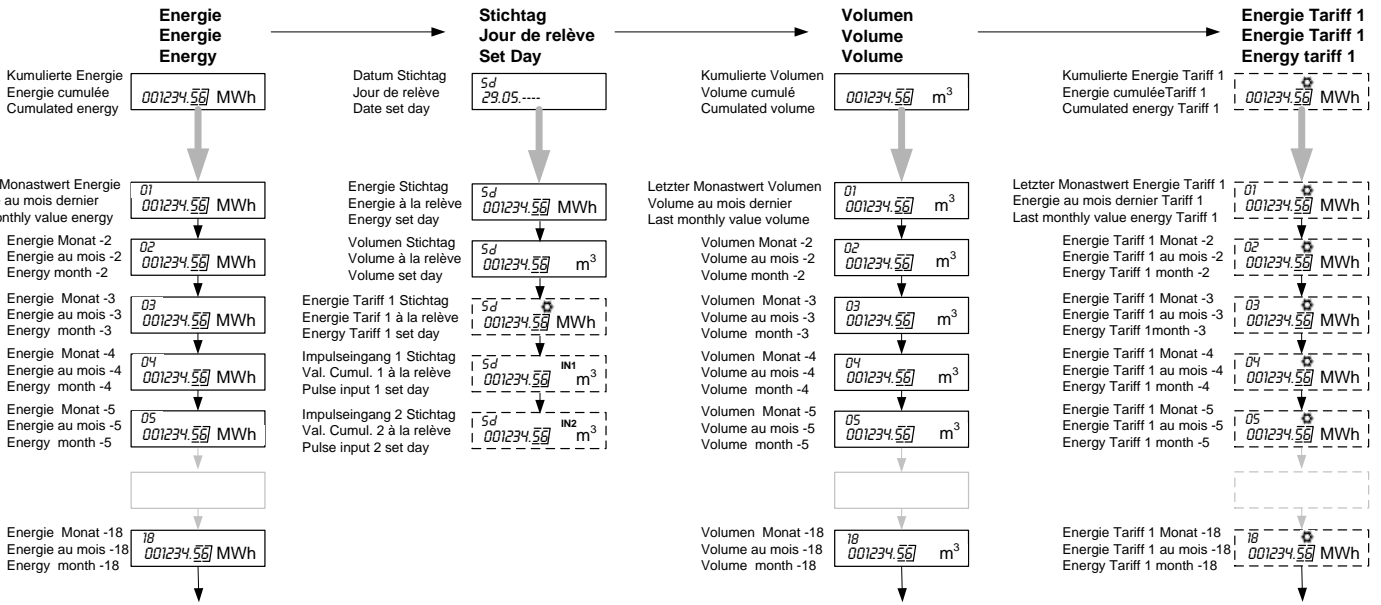 Energie
Energie
Energy
Kumulierte Energie
Energie cumulée
Cumulated energy
001234.56 MWh
Monastwert Energie
au mois dernier
value energy
01
001234.56 MWh
Energie Monat -2
Energie au mois -2
Energy month -2
02
001234.56 MWh
Energie Monat -3
Energie au mois -3
Energy month -3
03
001234.56 MWh
Energie Monat -4
Energie au mois -4
Energy month -4
04
001234.56 MWh
Energie Monat -5
Energie au mois -5
Energy month -5
05
001234.56 MWh
Energie Monat -18
Energie au mois -18
Energy month -18
18
001234.56 MWh
Stichtag
Jour de relève
Set Day
Datum Stichtag
Jour de relève
Date set day
Sd
29.05.----
Energie Stichtag
Energie à la relève
Energy set day
Sd
001234.56 MWh
Volumen Stichtag
Volume à la relève
Volume set day
Sd
001234.56 m³
Energie Tariff 1 Stichtag
Energie Tarif 1 à la relève
Energy Tariff 1 set day
Sd
001234.56 MWh
Impulseingang 1 Stichtag
Val. Cumul. 1 à la relève
Pulse input 1 set day
Sd IN1
001234.56 m³
Impulseingang 2 Stichtag
Val. Cumul. 2 à la relève
Pulse input 2 set day
Sd IN2
001234.56 m³
Volumen
Volume
Volume
Kumulierte Volumen
Volume cumulé
Cumulated volume
001234.56 m³
Letzter Monastwert Volumen
Volume au mois dernier
Last monthly value volume
01
001234.56 m³
Volumen Monat -2
Volume au mois -2
Volume month -2
02
001234.56 m³
Volumen Monat -3
Volume au mois -3
Volume month -3
03
001234.56 m³
Volumen Monat -4
Volume au mois -4
Volume month -4
04
001234.56 m³
Volumen Monat -5
Volume au mois -5
Volume month -5
05
001234.56 m³
Volumen Monat -18
Volume au mois -18
Volume month -18
18
001234.56 m³
Energie Tariff 1
Energie Tariff 1
Energy tariff 1
Kumulierte Energie Tariff 1
Energie cumuléeTariff 1
Cumulated energy Tariff 1
001234.56 MWh
Letzter Monastwert Energie Tariff 1
Energie au mois dernier Tariff 1
Last monthly value energy Tariff 1
01
001234.56 MWh
Energie Tariff 1 Monat -2
Energie Tariff 1 au mois -2
Energy Tariff 1 month -2
02
001234.56 MWh
Energie Tariff 1 Monat -3
Energie Tariff 1 au mois -3
Energy Tariff 1month -3
03
001234.56 MWh
Energie Tariff 1 Monat -4
Energie Tariff 1 au mois -4
Energy Tariff 1 month -4
04
001234.56 MWh
Energie Tariff 1 Monat -5
Energie Tariff 1 au mois -5
Energy Tariff 1 month -5
05
001234.56 MWh
Energie Tariff 1 Monat -18
Energie Tariff 1 au mois -18
Energy Tariff 1 month -18
18
001234.56 MWh